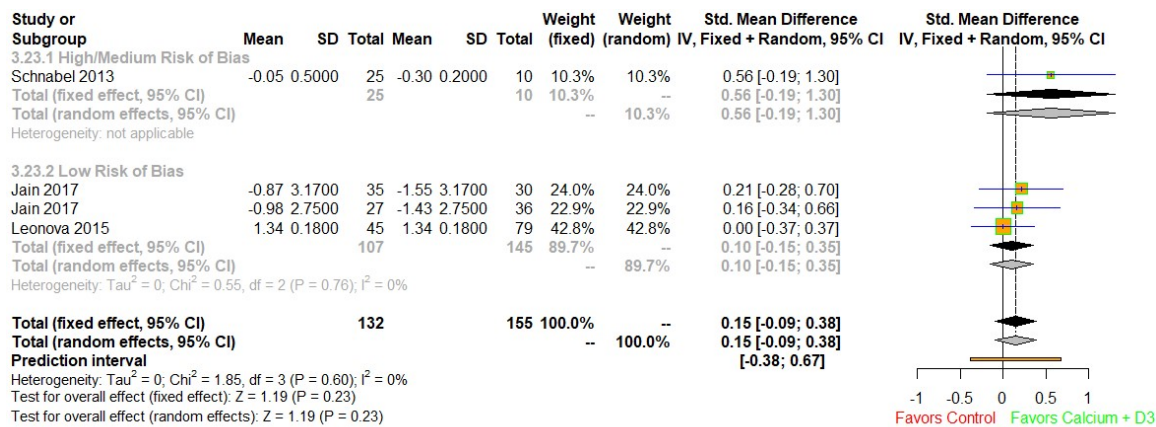 Study or Weight Weight Std. Mean Difference Std. Mean Difference
Subgroup Mean SD Total Mean SD Total (fixed) (random) IV, Fixed + Random, 95% CI IV, Fixed + Random, 95% CI
3.23.1 High/Medium Risk of Bias
Schnabel 2013 -0.05 0.5000 25 -0.30 0.2000 10 10.3% 10.3% 0.56 [-0.19; 1.30]
Total (fixed effect, 95% CI) 25 10 10.3% -- 0.56 [-0.19; 1.30]
Total (random effects, 95% CI) -- 10.3% 0.56 [-0.19; 1.30]
Heterogeneity: not applicable
3.23.2 Low Risk of Bias
Jain 2017 -0.87 3.1700 35 -1.55 3.1700 30 24.0% 24.0% 0.21 [-0.28; 0.70]
Jain 2017 -0.98 2.7500 27 -1.43 2.7500 36 22.9% 22.9% 0.16 [-0.34; 0.66]
Leonova 2015 1.34 0.1800 45 1.34 0.1800 79 42.8% 42.8% 0.00 [-0.37; 0.37]
Total (fixed effect, 95% CI) 107 145 89.7% -- 0.10 [-0.15; 0.35]
Total (random effects, 95% CI) -- 89.7% 0.10 [-0.15; 0.35]
Heterogeneity: Tau² = 0; Chi² = 0.55, df = 2 (P = 0.76); I² = 0%
Total (fixed effect, 95% CI) 132 155 100.0% -- 0.15 [-0.09; 0.38]
Total (random effects, 95% CI) -- 100.0% 0.15 [-0.09; 0.38]
Prediction interval [-0.38; 0.67]
Heterogeneity: Tau² = 0; Chi² = 1.85, df = 3 (P = 0.60); I² = 0%
Test for overall effect (fixed effect): Z = 1.19 (P = 0.23)
Test for overall effect (random effects): Z = 1.19 (P = 0.23)
-1 -0.5 0 0.5 1
Favors Control Favors Calcium + D3